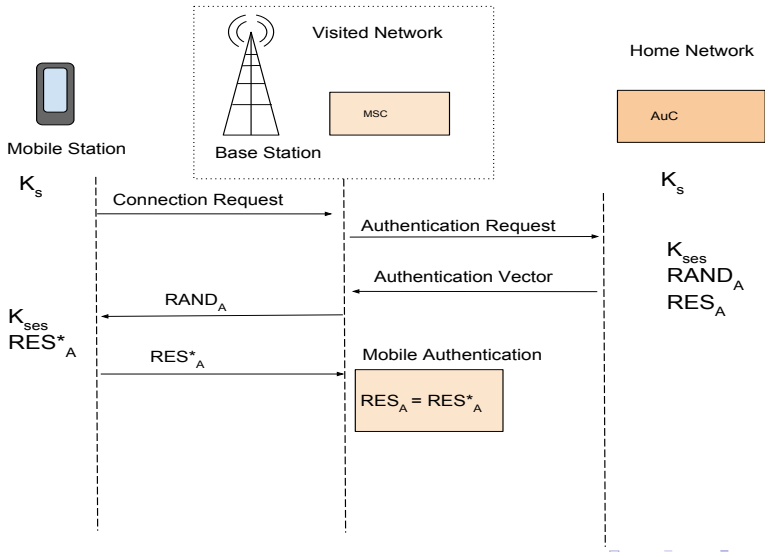 Visited Network
Home Network
MSC
AuC
Mobile Station
Base Station
K_s
K_s
Connection Request
Authentication Request
K_ses
RAND_A
RES_A
Authentication Vector
RAND_A
K_ses
RES*_A
RES*_A
Mobile Authentication
RES_A = RES*_A